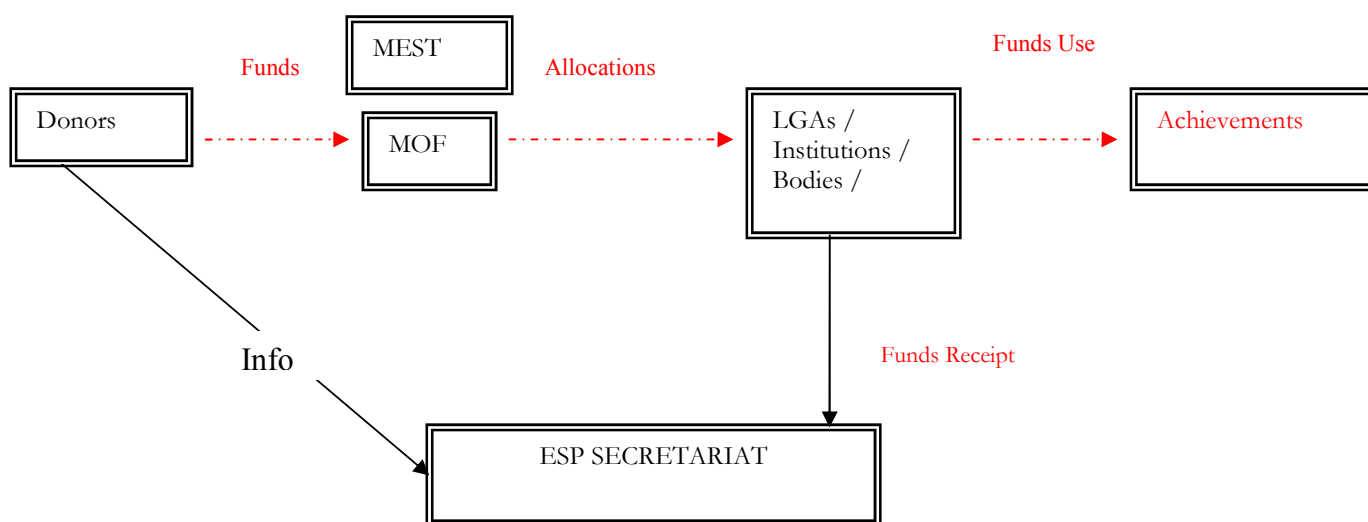 MEST
Funds Use
Funds
Allocations
Donors
MOF
LGAs /
Institutions /
Bodies /
Achievements
Info
Funds Receipt
ESP SECRETARIAT